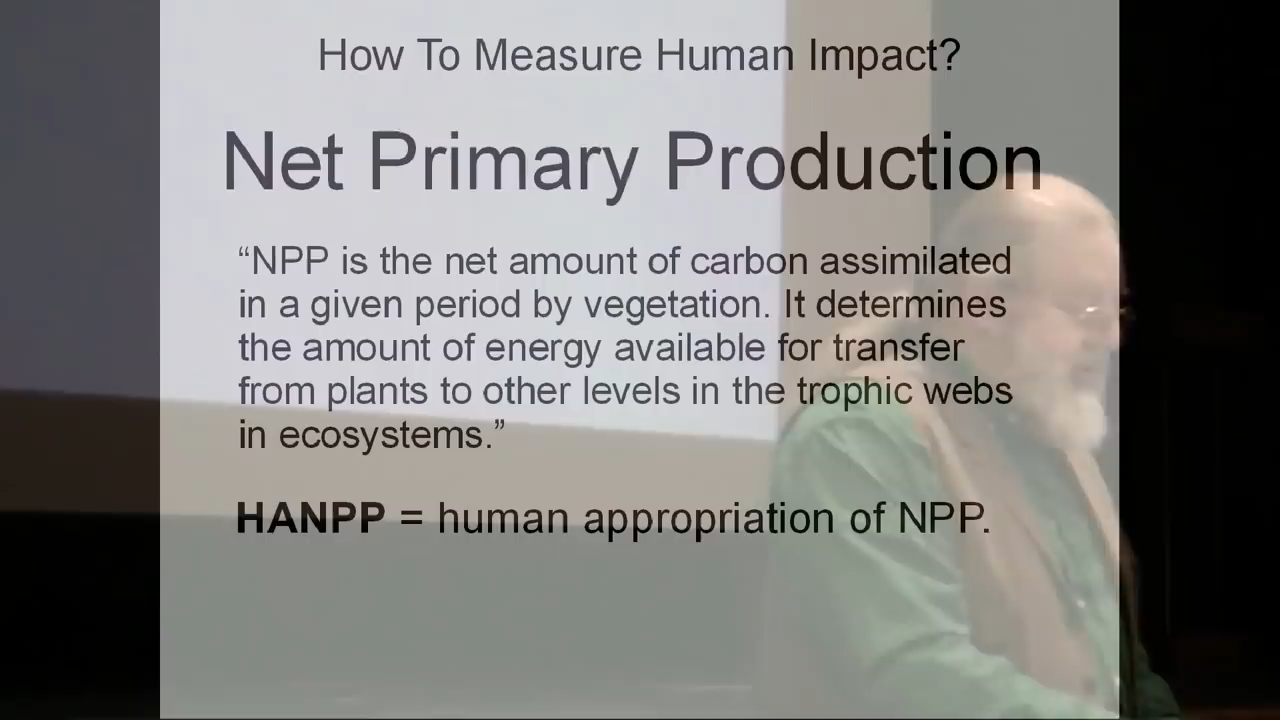 How To Measure Human Impact?
Net Primary Production
“NPP is the net amount of carbon assimilated
in a given period by vegetation. It determines
the amount of energy available for transfer
from plants to other levels in the trophic webs
in ecosystems.”
HANPP = human appropriation of NPP.